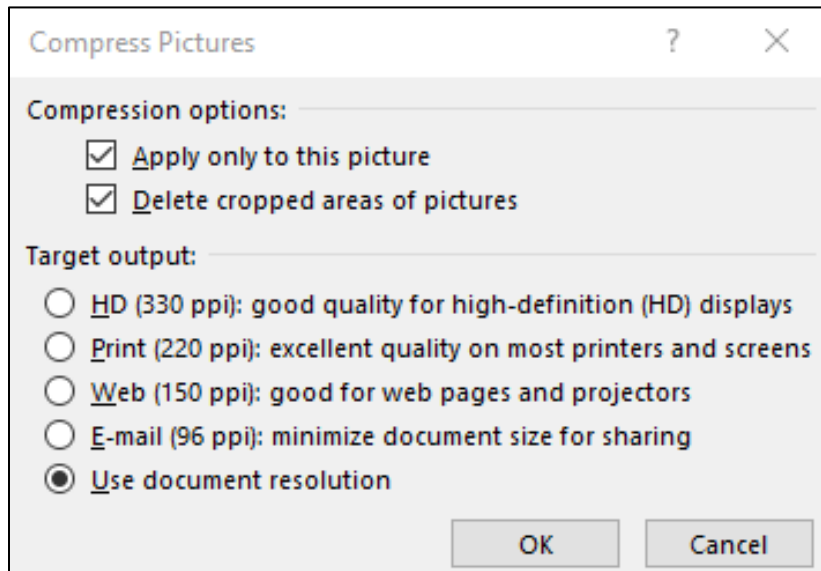 Compress Pictures ?
Compression options:
Apply only to this picture
Delete cropped areas of pictures
Target output:
HD (330 ppi): good quality for high-definition (HD) displays
Print (220 ppi): excellent quality on most printers and screens
Web (150 ppi): good for web pages and projectors
E-mail (96 ppi): minimize document size for sharing
Use document resolution
OK Cancel